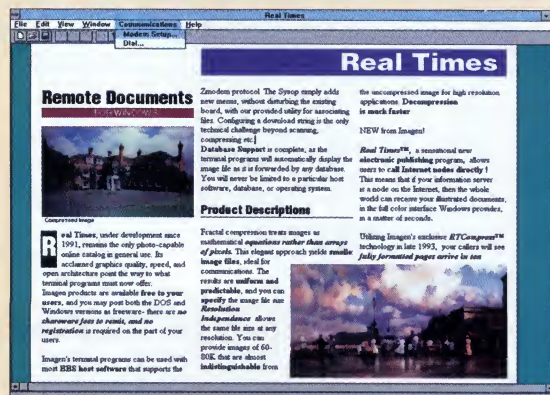 Real Times
File Edit View Window Communications Help
Modem Setup...
Dial...
Real Times
Remote Documents
FOR WINDOWS
Compressed Image
Real Times, under development since
1991, remains the only photo-capable
online catalog in general use. Its
acclaimed graphics quality, speed, and
open architecture point the way to what
terminal programs must now offer.
Imagen products are available free to your
users, and you may post both the DOS and
Windows versions as freeware- there are no
shareware fees to remit, and no
registration is required on the part of your
users.
Imagen's terminal programs can be used with
most BBS host software that supports the
Zmodem protocol. The Sysop simply adds
new menus, without disturbing the existing
board, with our provided utility for associating
files. Configuring a download string is the only
technical challenge beyond scanning,
compressing etc.
Database Support is complete, as the
terminal programs will automatically display the
image file as it is forwarded by any database.
You will never be limited to a particular host
software, database, or operating system.
Product Descriptions
Fractal compression treats images as
mathematical equations rather than arrays
of pixels. This elegant approach yields smaller
image files, ideal for
communications. The
results are uniform and
predictable, and you can
specify the image file size
Resolution
Independence allows
the same file size at any
resolution. You can
provide images of 60-
80K that are almost
indistinguishable from
the uncompressed image for high resolution
applications. Decompression
is much faster
NEW from Imagen!
Real Times™, a sensational new
electronic publishing program, allows
users to call Internet nodes directly !
This means that if your information server
is a node on the Internet, then the whole
world can receive your illustrated documents,
in the full color interface Windows provides,
in a matter of seconds.
Utilizing Imagen's exclusive RTCompress™
technology in late 1993, your callers will see
fully formatted pages arrive in ten